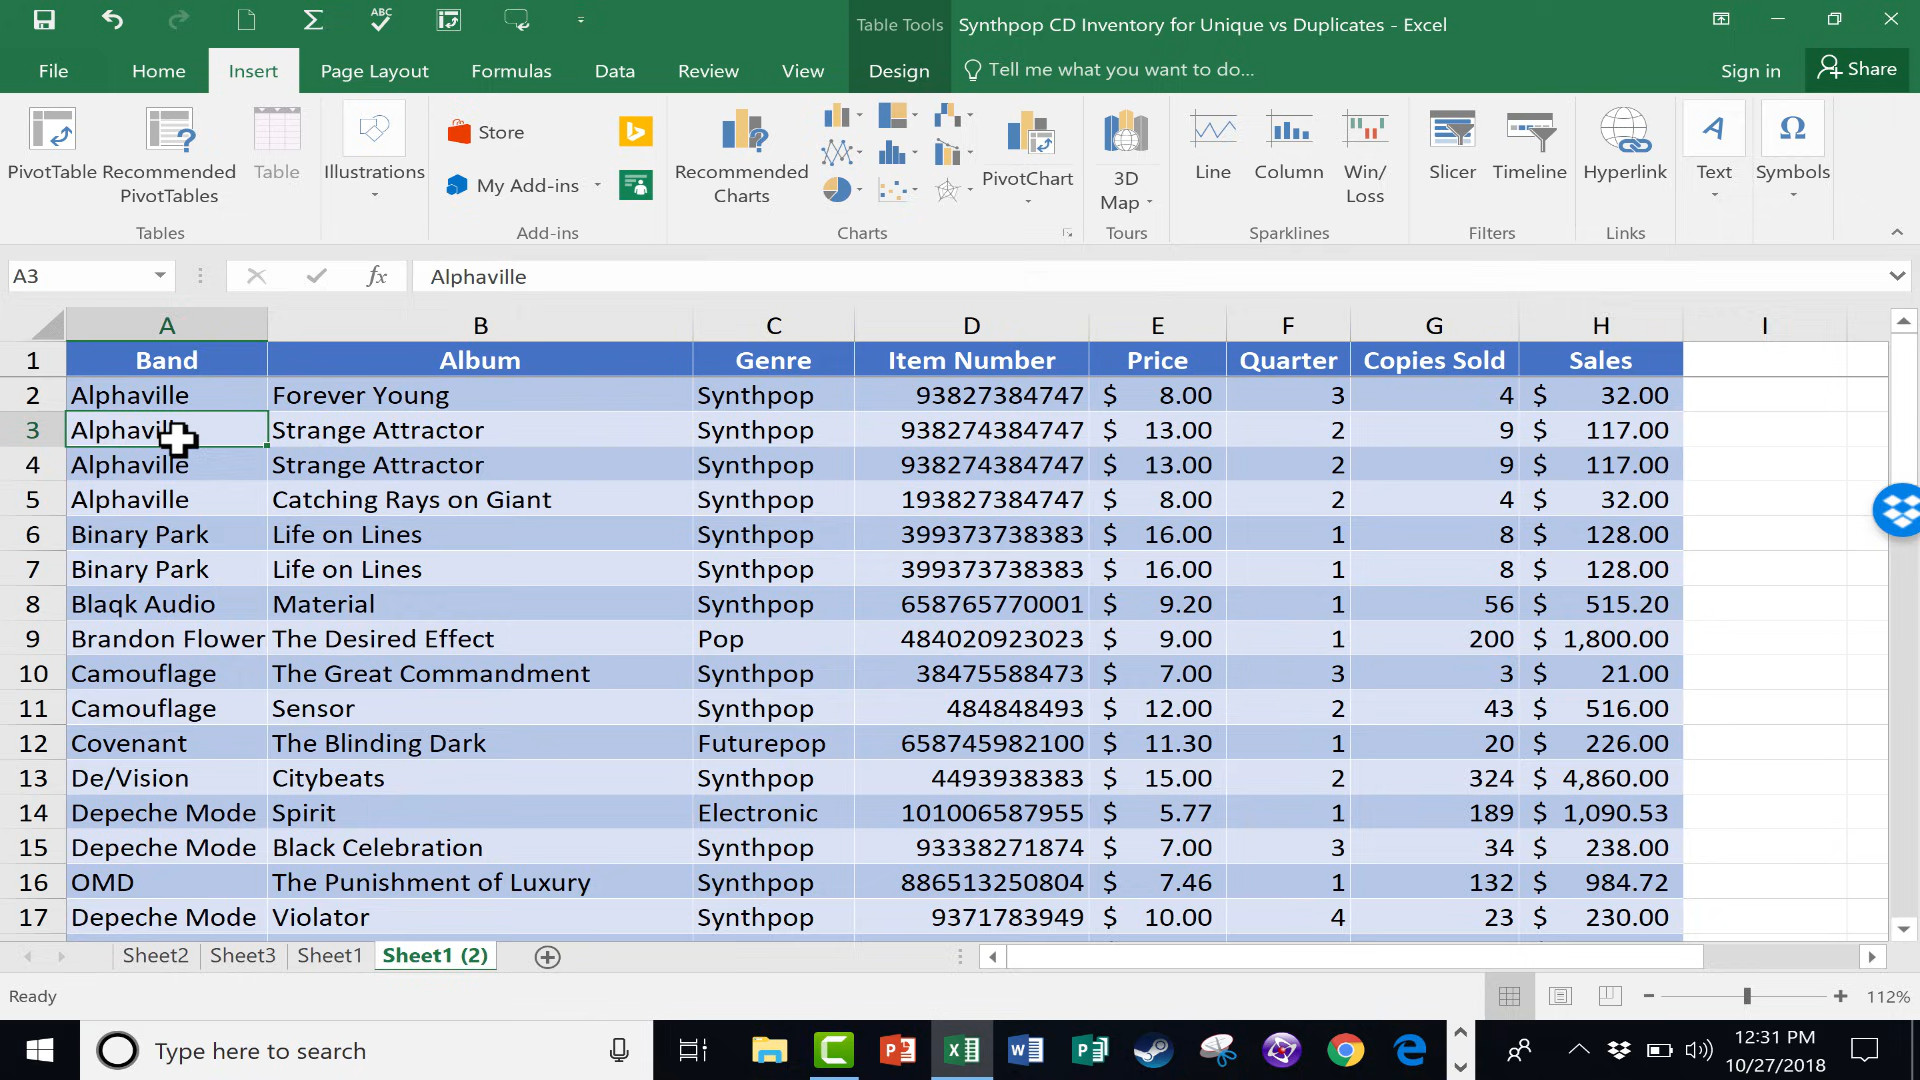 ABC
Table Tools
Synthpop CD Inventory for Unique vs Duplicates - Excel
File Home Insert Page Layout Formulas Data Review View Design Tell me what you want to do... Sign in Share
PivotTable
Recommended PivotTables
Table
Illustrations
Store
My Add-ins
Recommended Charts
PivotChart
3D Map
Line
Column
Win/Loss
Slicer
Timeline
Hyperlink
Text
Symbols
Tables Add-ins Charts Tours Sparklines Filters Links
A3 fx Alphaville
A B C D E F G H I
1 Band Album Genre Item Number Price Quarter Copies Sold Sales
2 Alphaville Forever Young Synthpop 93827384747 $ 8.00 3 4 $ 32.00
3 Alphaville Strange Attractor Synthpop 938274384747 $ 13.00 2 9 $ 117.00
4 Alphaville Strange Attractor Synthpop 938274384747 $ 13.00 2 9 $ 117.00
5 Alphaville Catching Rays on Giant Synthpop 193827384747 $ 8.00 2 4 $ 32.00
6 Binary Park Life on Lines Synthpop 399373738383 $ 16.00 1 8 $ 128.00
7 Binary Park Life on Lines Synthpop 399373738383 $ 16.00 1 8 $ 128.00
8 Blaqk Audio Material Synthpop 658765770001 $ 9.20 1 56 $ 515.20
9 Brandon Flower The Desired Effect Pop 484020923023 $ 9.00 1 200 $ 1,800.00
10 Camouflage The Great Commandment Synthpop 38475588473 $ 7.00 3 3 $ 21.00
11 Camouflage Sensor Synthpop 484848493 $ 12.00 2 43 $ 516.00
12 Covenant The Blinding Dark Futurepop 658745982100 $ 11.30 1 20 $ 226.00
13 De/Vision Citybeats Synthpop 4493938383 $ 15.00 2 324 $ 4,860.00
14 Depeche Mode Spirit Electronic 101006587955 $ 5.77 1 189 $ 1,090.53
15 Depeche Mode Black Celebration Synthpop 93338271874 $ 7.00 3 34 $ 238.00
16 OMD The Punishment of Luxury Synthpop 886513250804 $ 7.46 1 132 $ 984.72
17 Depeche Mode Violator Synthpop 9371783949 $ 10.00 4 23 $ 230.00
Sheet2 Sheet3 Sheet1 Sheet1 (2)
Ready 112%
Type here to search
12:31 PM
10/27/2018